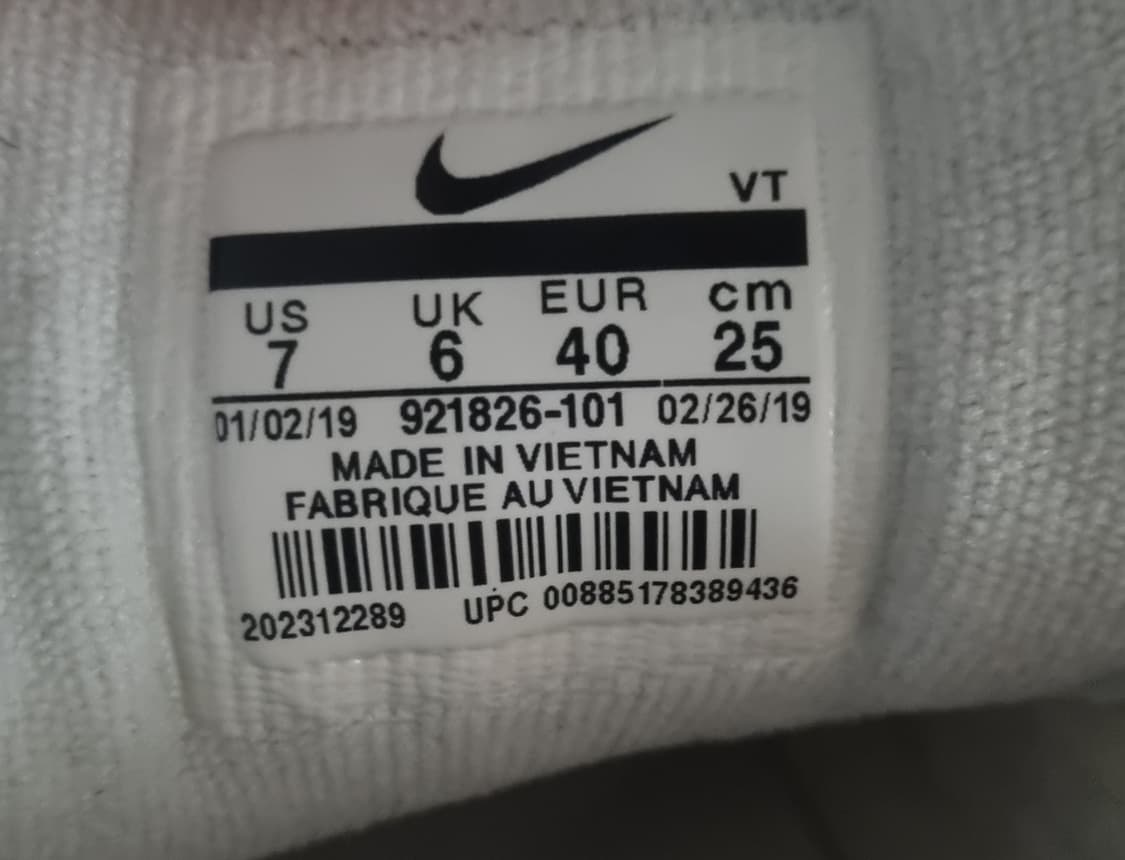 VT
US UK EUR cm
7 6 40 25
01/02/19 921826-101 02/26/19
MADE IN VIETNAM
FABRIQUE AU VIETNAM
202312289 UPC 00885178389436